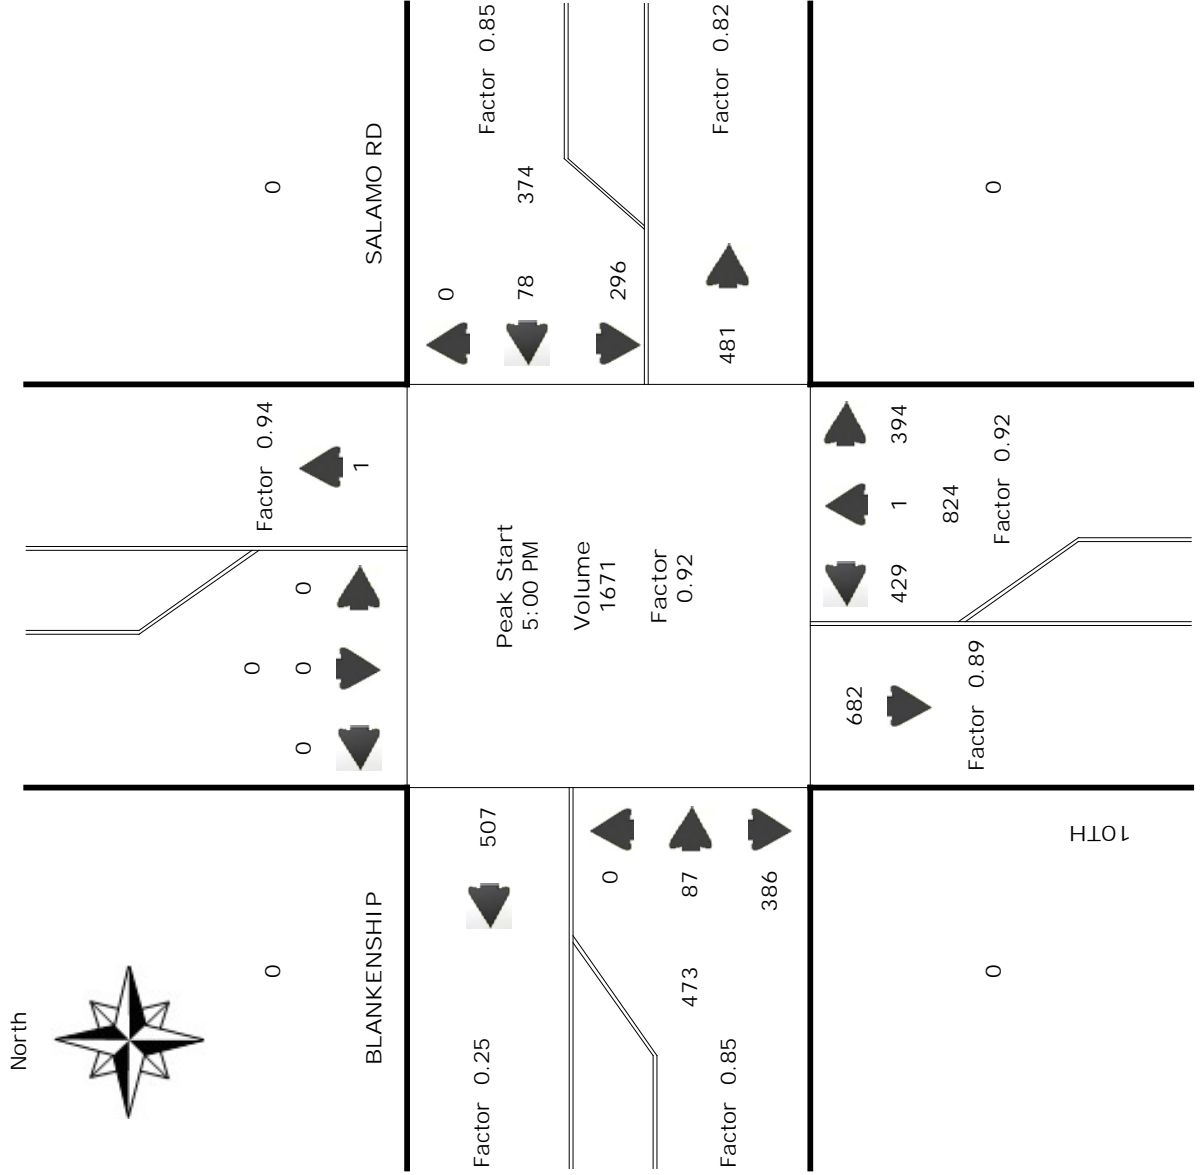 North
0
0
Factor 0.94
0
0 0 0
1
BLANKENSHIP
SALAMO RD
0
Factor 0.25
507
Factor 0.85
Peak Start
5:00 PM
78
374
Volume
1671
0
296
Factor
0.92
473
87
Factor 0.85
386
481
Factor 0.82
682
429 1 394
824
Factor 0.89
Factor 0.92
0
0
10TH